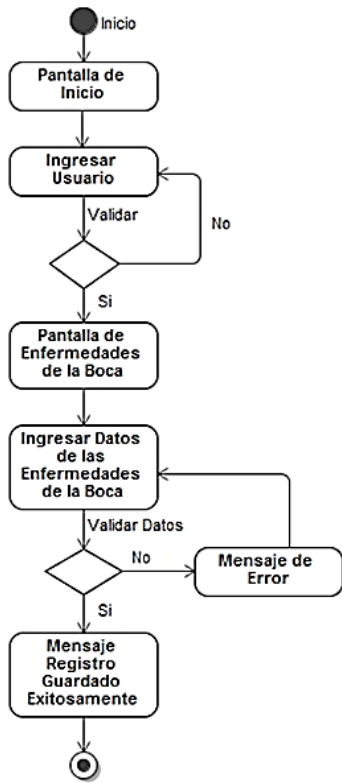 Inicio
Pantalla de
Inicio
Ingresar
Usuario
Validar
No
Si
Pantalla de
Enfermedades
de la Boca
Ingresar Datos
de las
Enfermedades
de la Boca
Validar Datos
No
Mensaje de
Error
Si
Mensaje
Registro
Guardado
Exitosamente